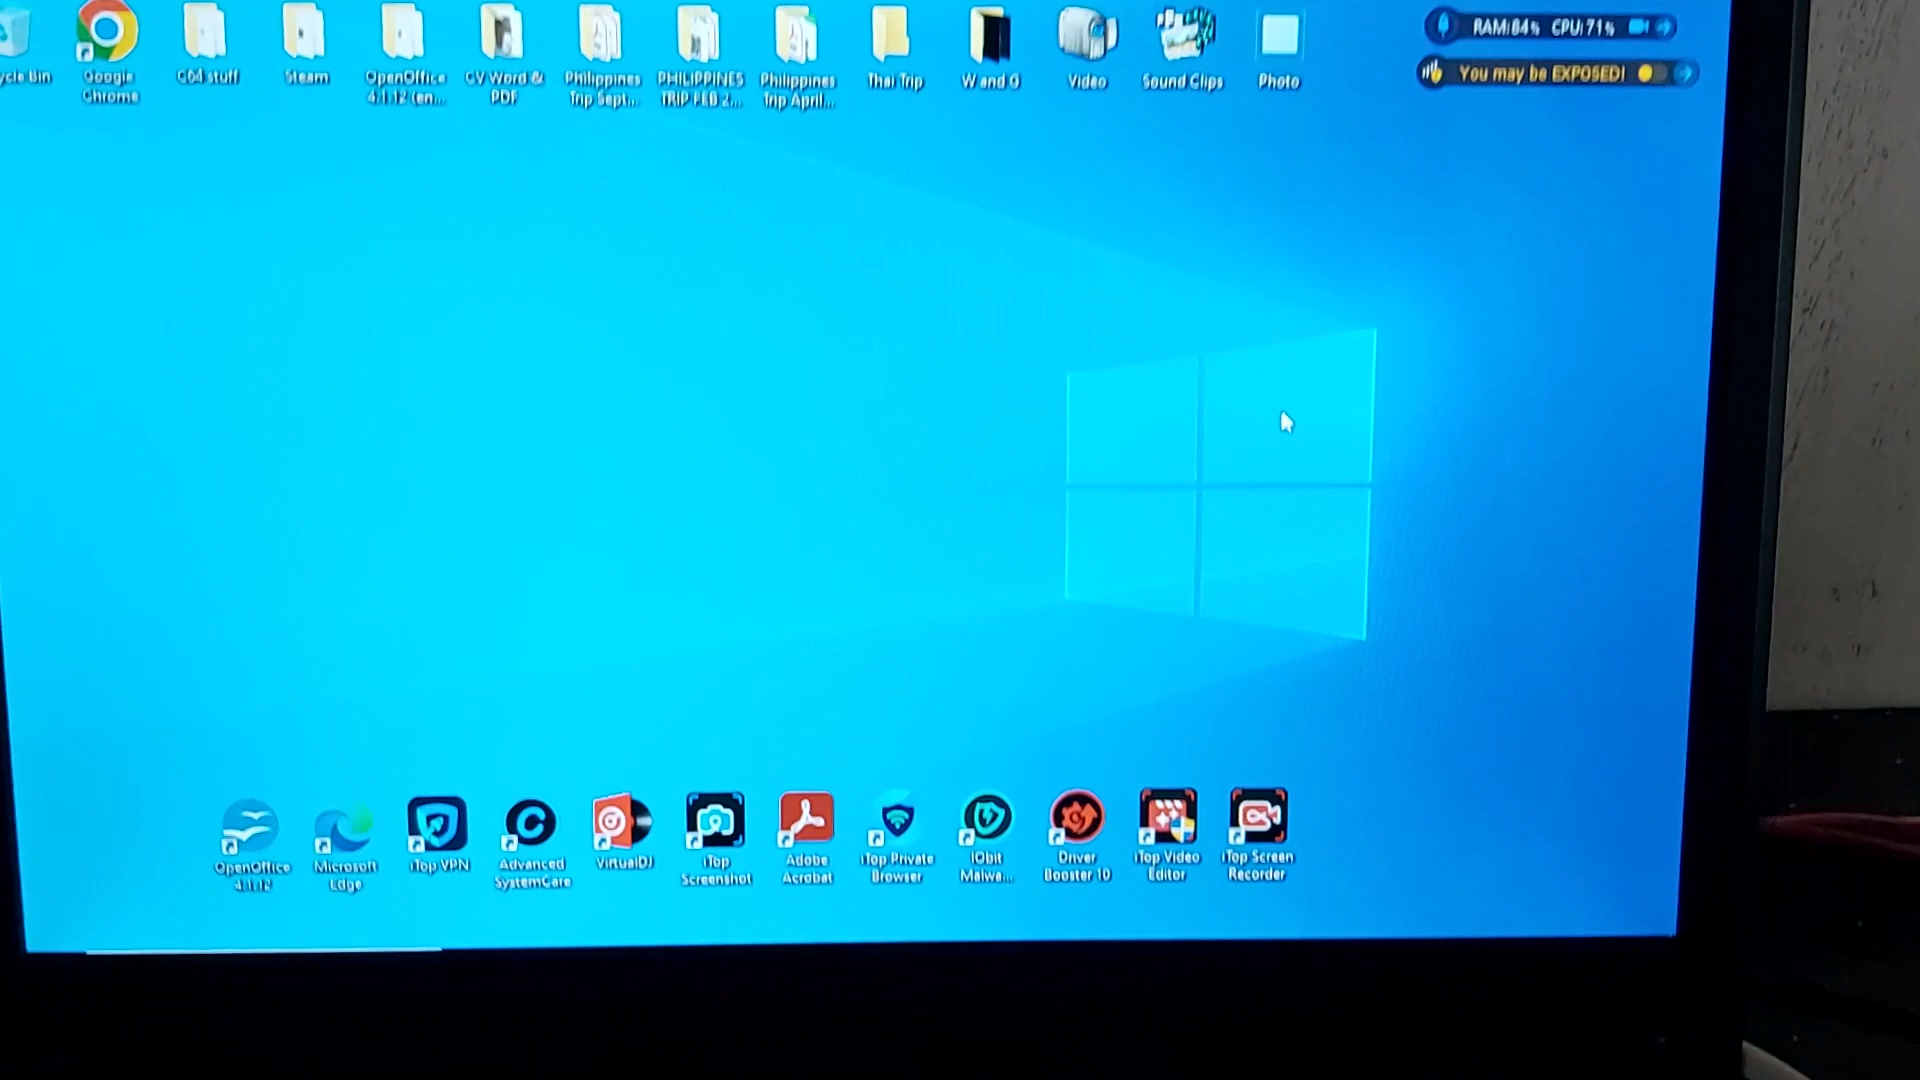 cycle Bin
Google
Chrome
C64 stuff
Steam
OpenOffice
4.1.12 (en...
CV Word &
PDF
Philippines
Trip Sept...
PHILIPPINES
TRIP FEB 2...
Philippines
Trip April...
Thai Trip
W and G
Video
Sound Clips
Photo
RAM:84% CPU:71%
You may be EXPOSED!
OpenOffice
4.1.12
Microsoft
Edge
iTop VPN
Advanced
SystemCare
VirtualDJ
iTop
Screenshot
Adobe
Acrobat
iTop Private
Browser
IObit
Malwa...
Driver
Booster 10
iTop Video
Editor
iTop Screen
Recorder